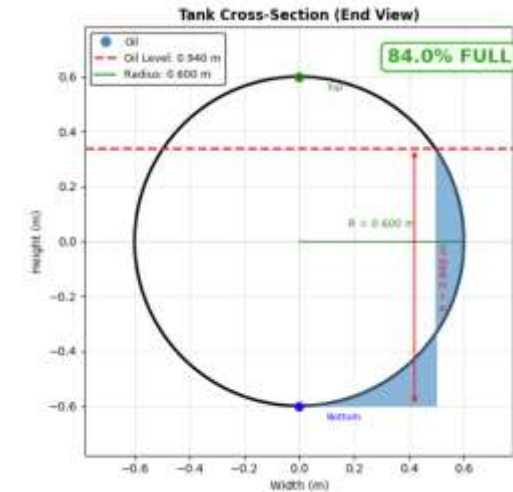 Tank Cross-Section (End View)
Oil
Oil Level: 0.940 m
Radius: 0.600 m
84.0% FULL
Top
R = 0.600 m
h = 0.940 m
Bottom
Height (m)
0.6
0.4
0.2
0.0
−0.2
−0.4
−0.6
−0.6
−0.4
−0.2
0.0
0.2
0.4
0.6
Width (m)